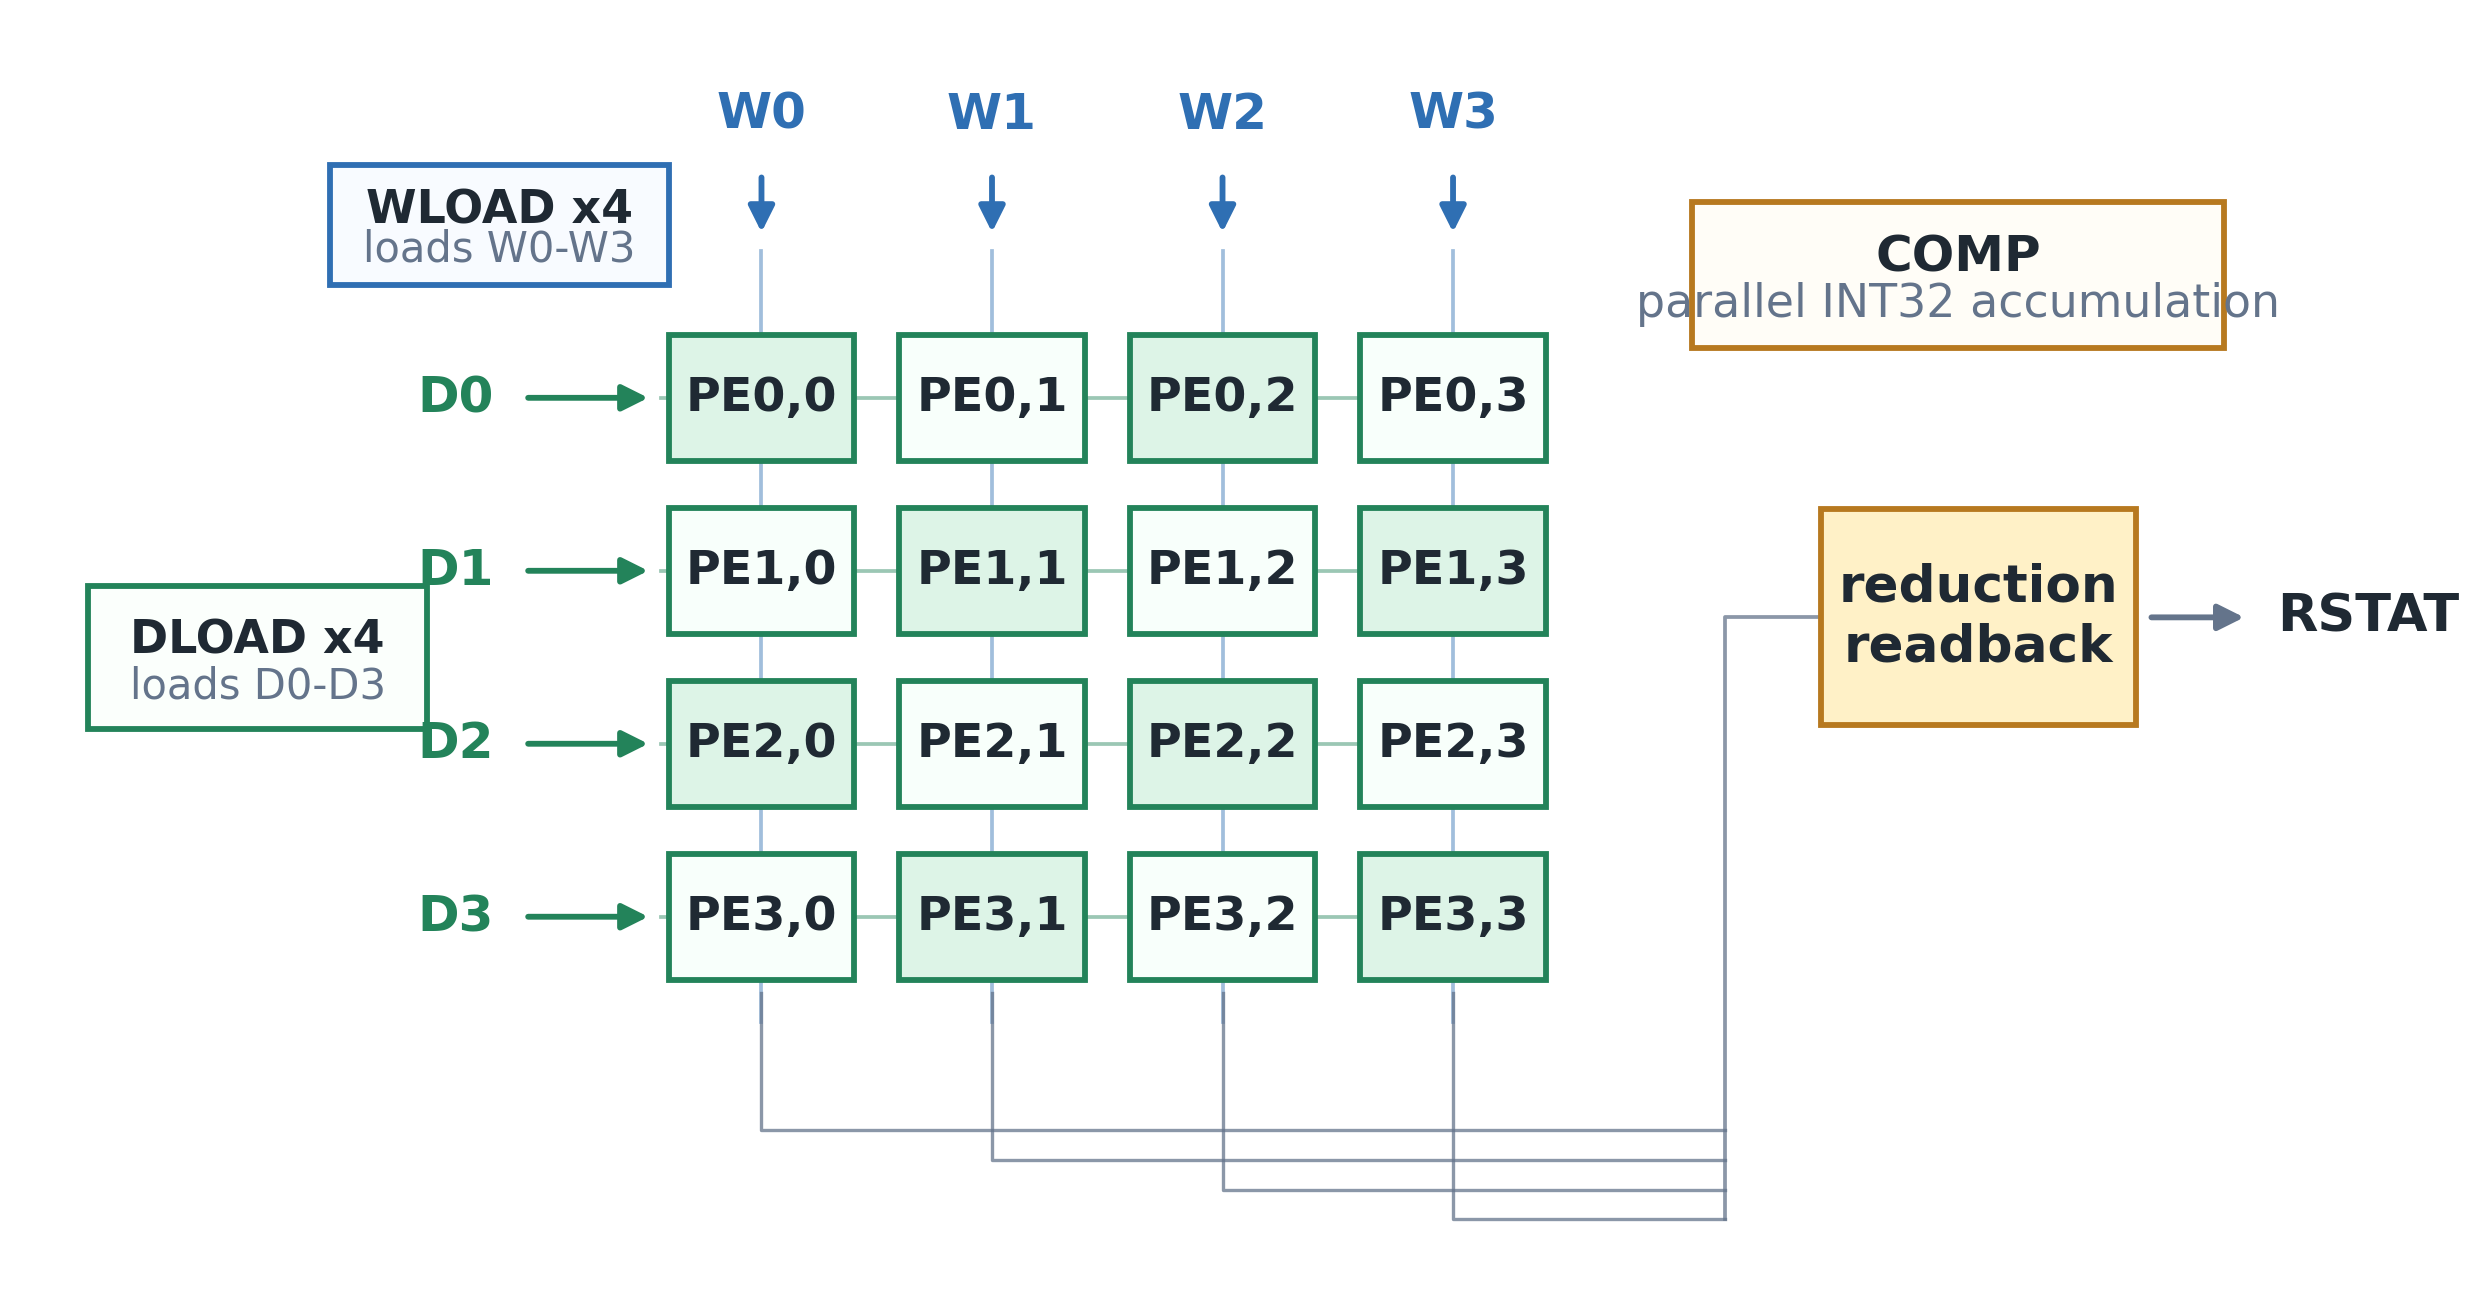 W0 W1 W2 W3
WLOAD x4
loads W0-W3
COMP
parallel INT32 accumulation
D0 PE0,0 PE0,1 PE0,2 PE0,3
D1 PE1,0 PE1,1 PE1,2 PE1,3
DLOAD x4
loads D0-D3
reduction
readback
RSTAT
D2 PE2,0 PE2,1 PE2,2 PE2,3
D3 PE3,0 PE3,1 PE3,2 PE3,3